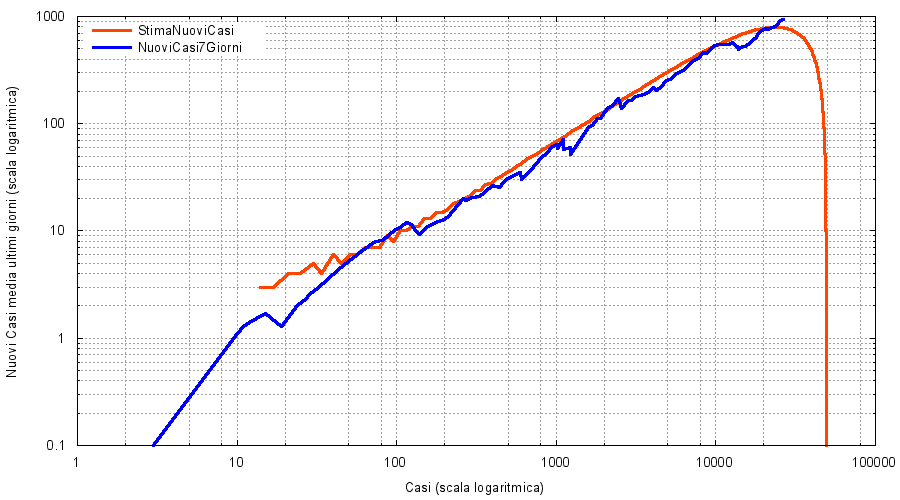 1000
StimaNuoviCasi
NuoviCasi7Giorni
100
10
1
0.1
Nuovi Casi media ultimi giorni (scala logaritmica)
1
10
100
1000
10000
100000
Casi (scala logaritmica)